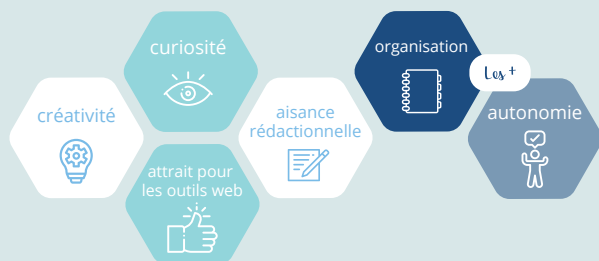 créativité
curiosité
attrait pour
les outils web
aisance
rédactionnelle
organisation
Les +
autonomie